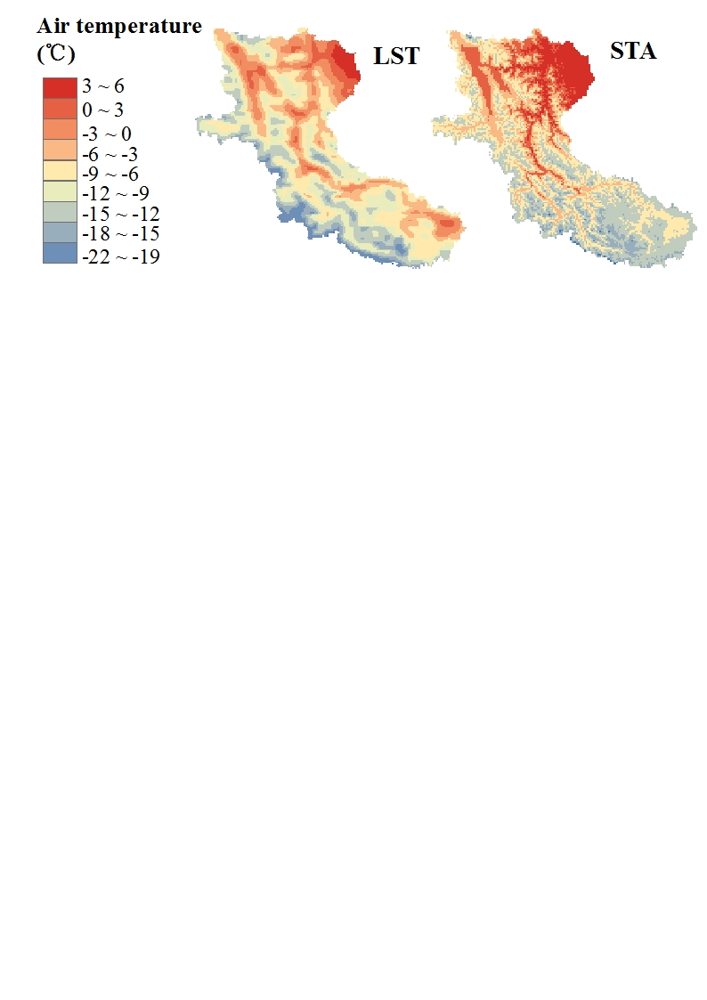 Air temperature
(℃)
LST
STA
3 ~ 6
0 ~ 3
-3 ~ 0
-6 ~ -3
-9 ~ -6
-12 ~ -9
-15 ~ -12
-18 ~ -15
-22 ~ -19